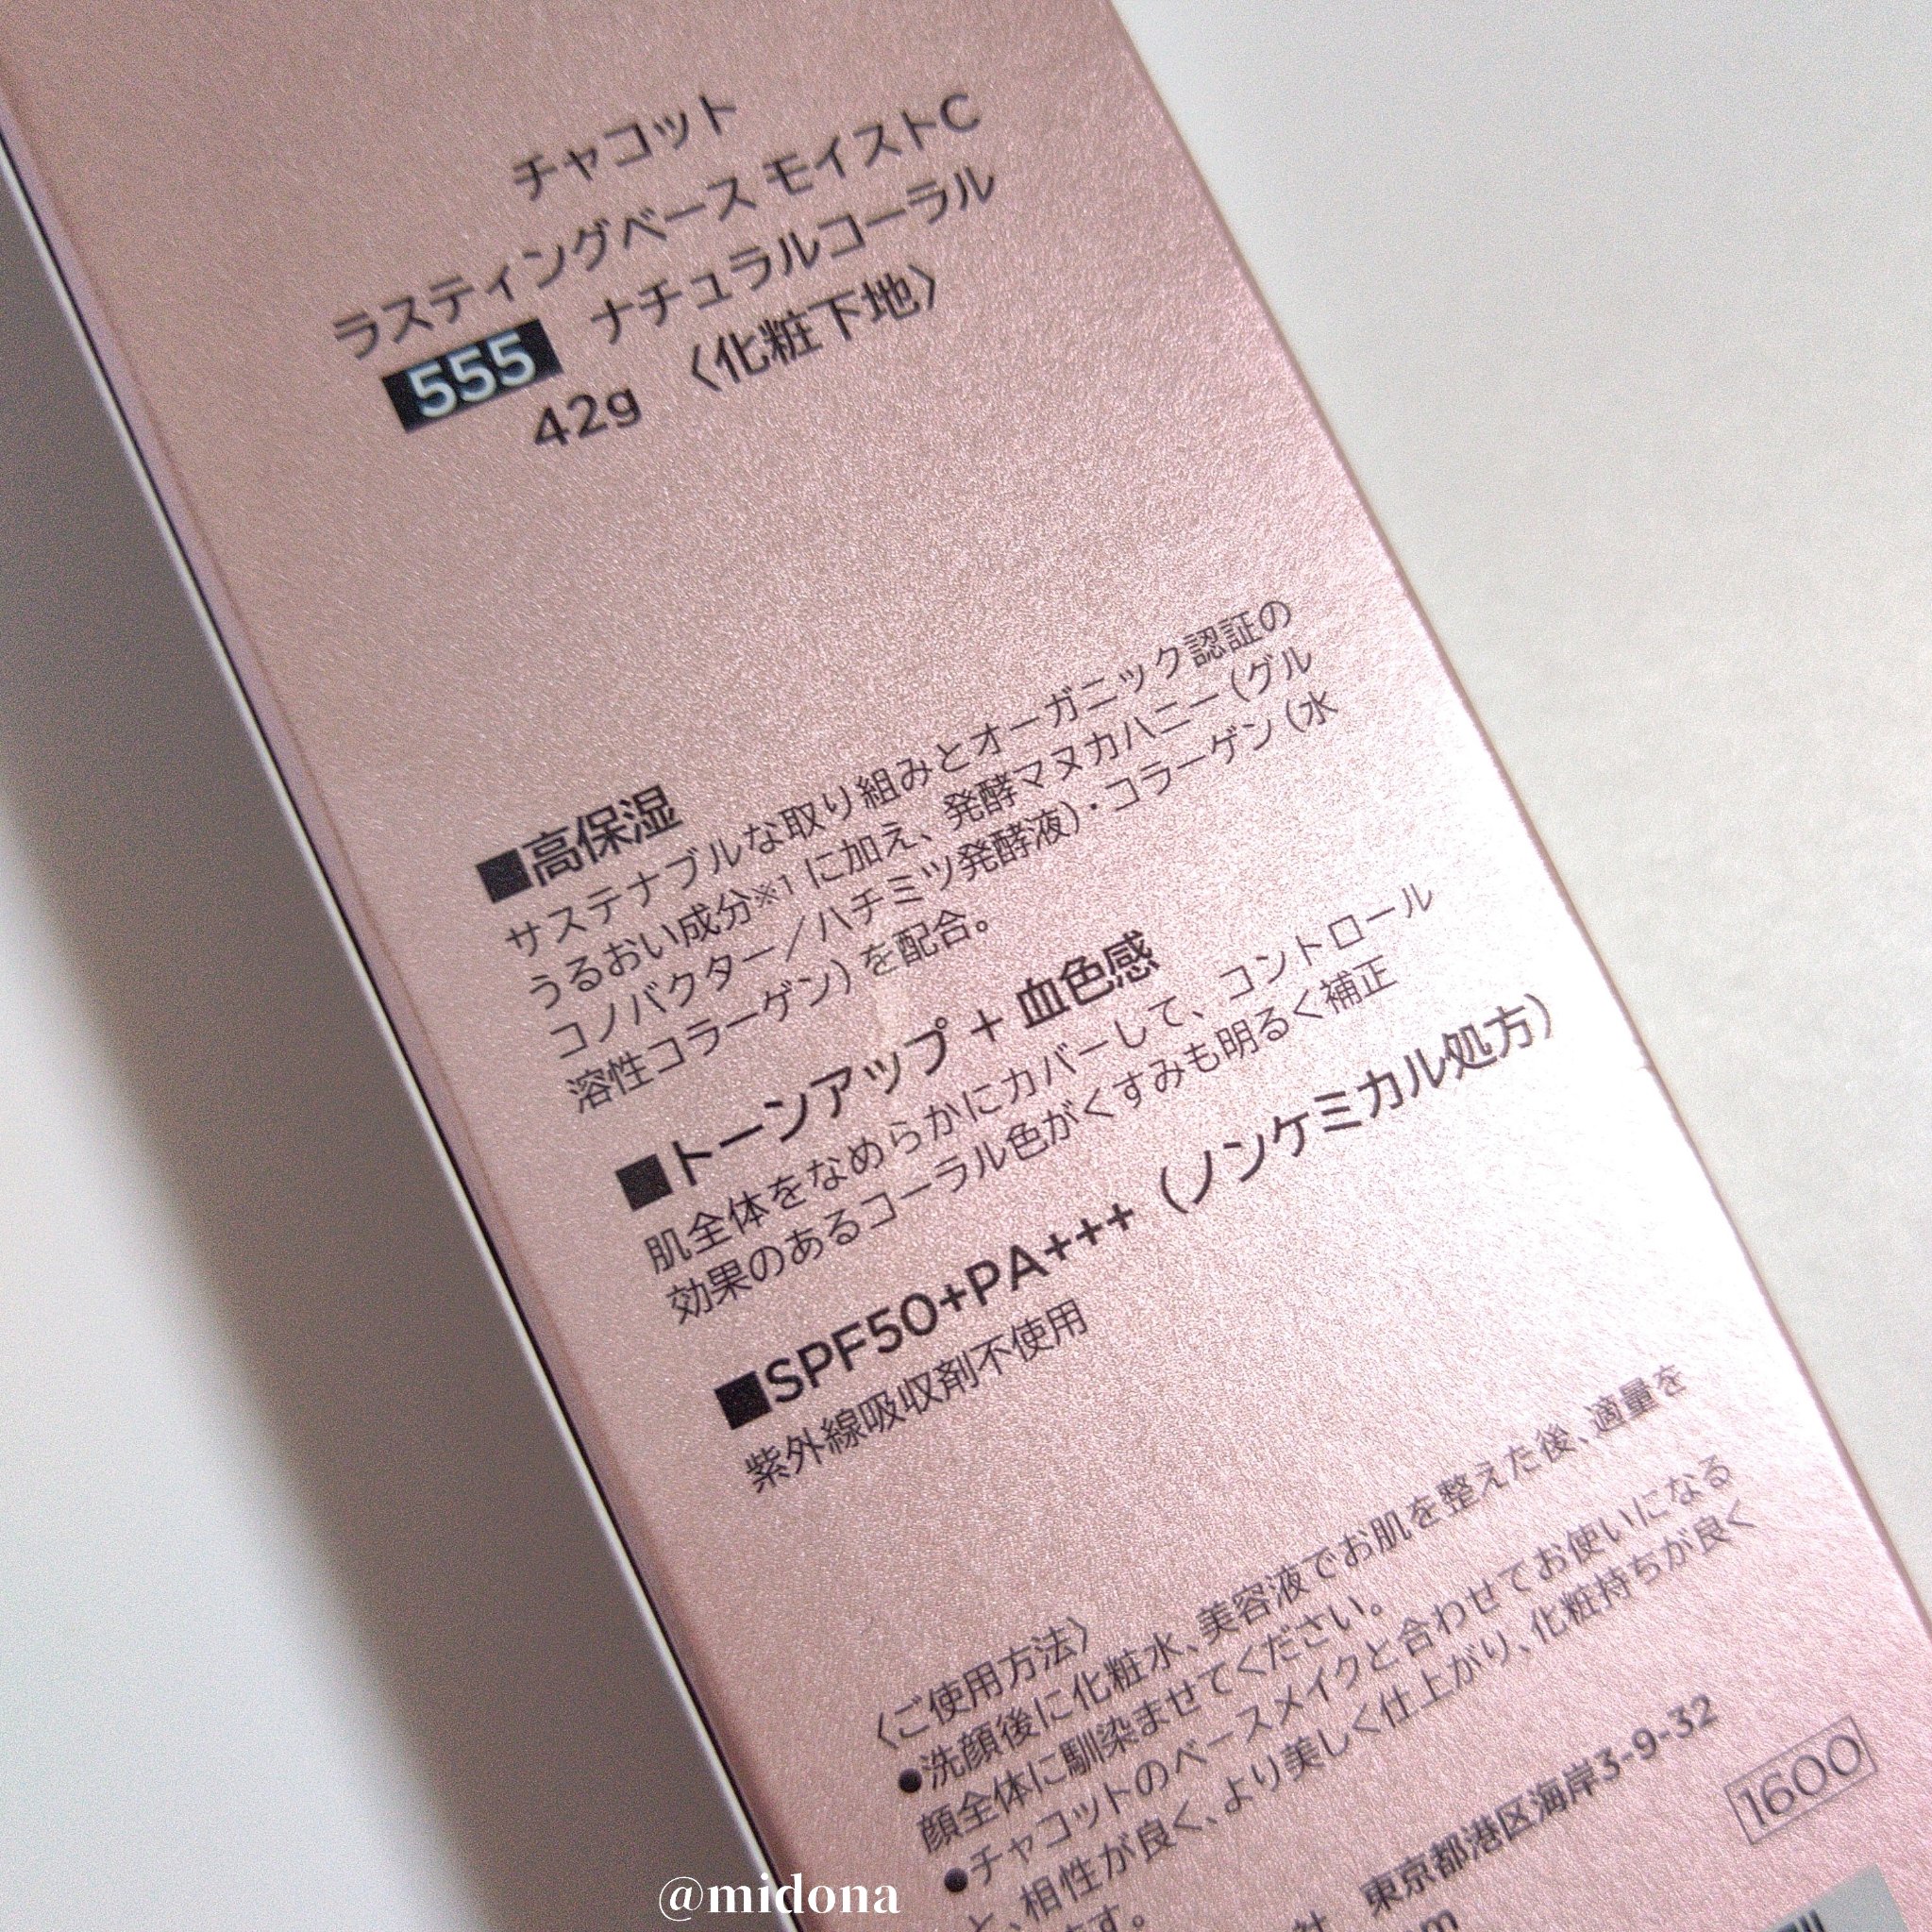 チャコット
ラスティングベース モイストC
555 ナチュラルコーラル
42g 〈化粧下地〉
■高保湿
サステナブルな取り組みとオーガニック認証の
うるおい成分※1 に加え、発酵マヌカハニー（グル
コノバクター／ハチミツ発酵液）・コラーゲン（水
溶性コラーゲン）を配合。
■トーンアップ + 血色感
肌全体をなめらかにカバーして、コントロール
効果のあるコーラル色がくすみも明るく補正
■SPF50+PA+++（ノンケミカル処方）
紫外線吸収剤不使用
〈ご使用方法〉
●洗顔後に化粧水、美容液でお肌を整えた後、適量を
顔全体に馴染ませてください。
●チャコットのベースメイクと合わせてお使いになる
と、相性が良く、より美しく仕上がり、化粧持ちが良く
ます。
社 東京都港区海岸3-9-32
1600
@midona